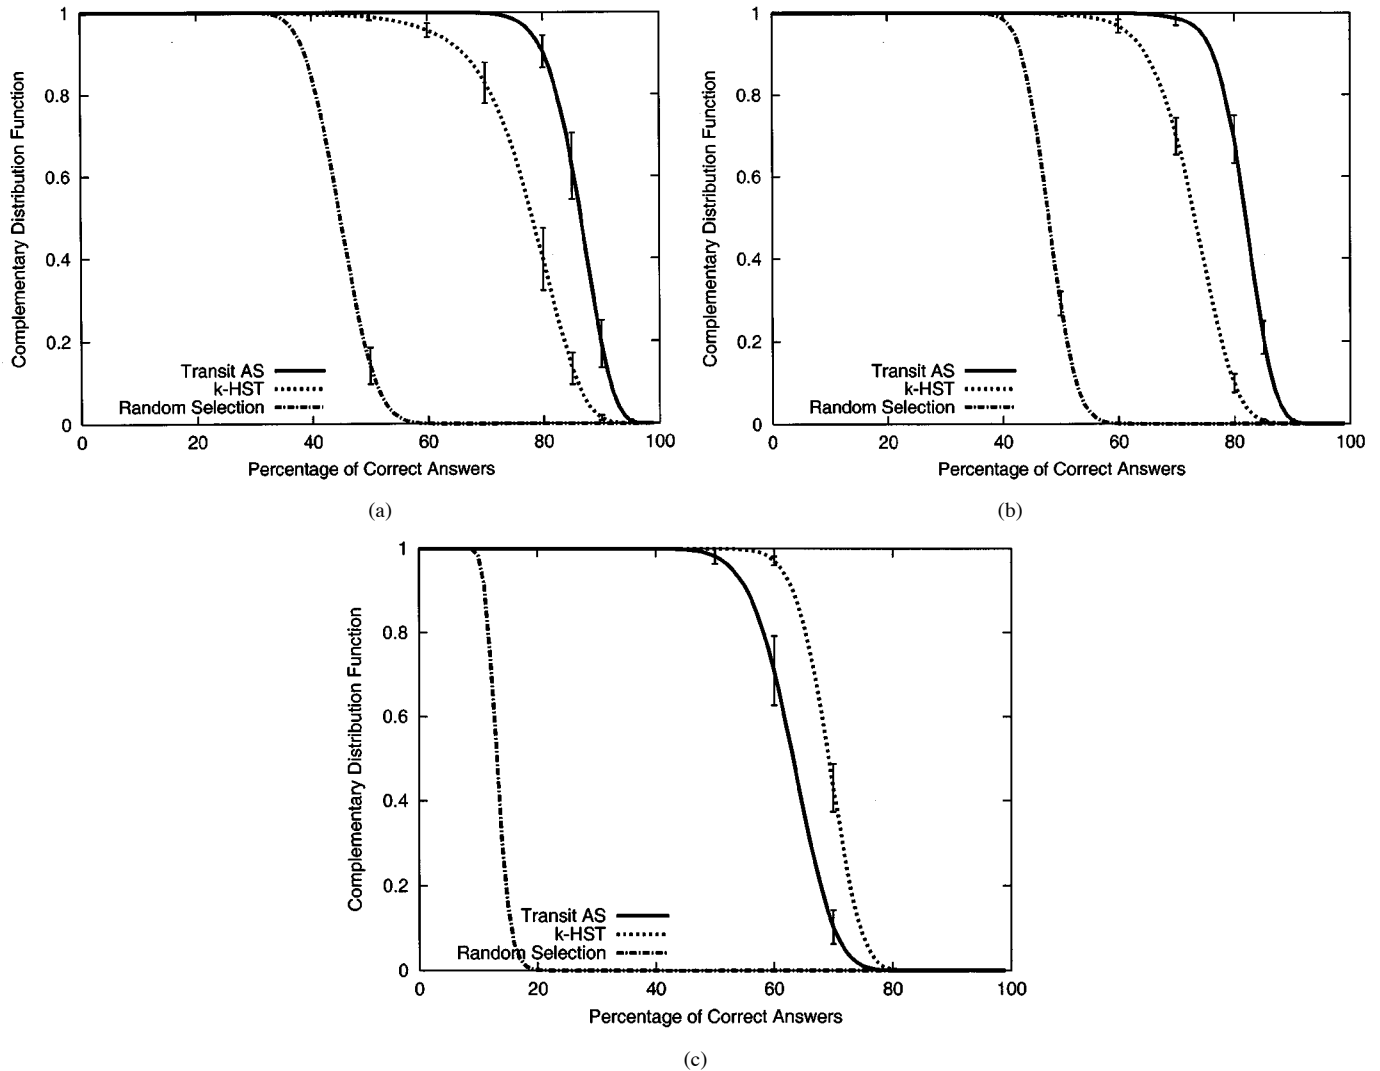 1
0.8
0.6
0.4
0.2
0
Complementary Distribution Function
Transit AS
k-HST
Random Selection
0 20 40 60 80 100
Percentage of Correct Answers
(a)
1
0.8
0.6
0.4
0.2
0
Complementary Distribution Function
Transit AS
k-HST
Random Selection
0 20 40 60 80 100
Percentage of Correct Answers
(b)
1
0.8
0.6
0.4
0.2
0
Complementary Distribution Function
Transit AS
k-HST
Random Selection
0 20 40 60 80 100
Percentage of Correct Answers
(c)